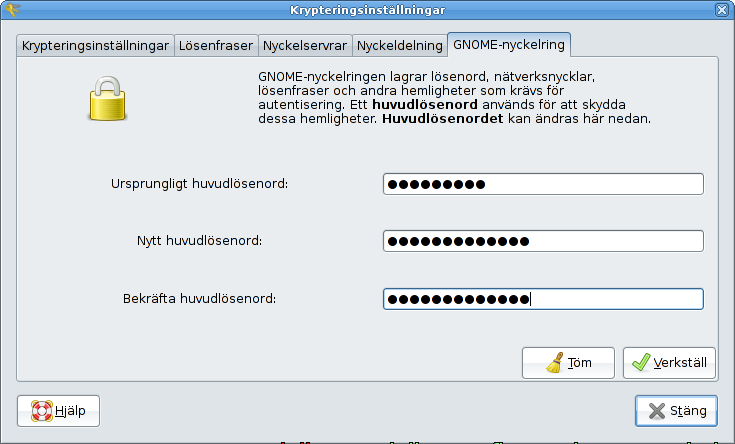 Krypteringsinställningar
Krypteringsinställningar Lösenfraser Nyckelservrar Nyckeldelning GNOME-nyckelring
GNOME-nyckelringen lagrar lösenord, nätverksnycklar,
lösenfraser och andra hemligheter som krävs för
autentisering. Ett huvudlösenord används för att skydda
dessa hemligheter. Huvudlösenordet kan ändras här nedan.
Ursprungligt huvudlösenord: ●●●●●●●●●
Nytt huvudlösenord: ●●●●●●●●●●●●●
Bekräfta huvudlösenord: ●●●●●●●●●●●●●
Töm Verkställ
Hjälp Stäng